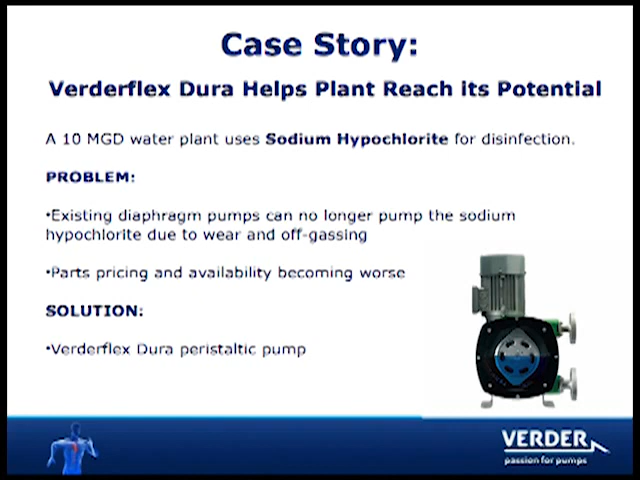 Case Story:
Verderflex Dura Helps Plant Reach its Potential
A 10 MGD water plant uses Sodium Hypochlorite for disinfection.
PROBLEM:
•Existing diaphragm pumps can no longer pump the sodium
hypochlorite due to wear and off-gassing
•Parts pricing and availability becoming worse
SOLUTION:
•Verderflex Dura peristaltic pump
VERDER
passion for pumps